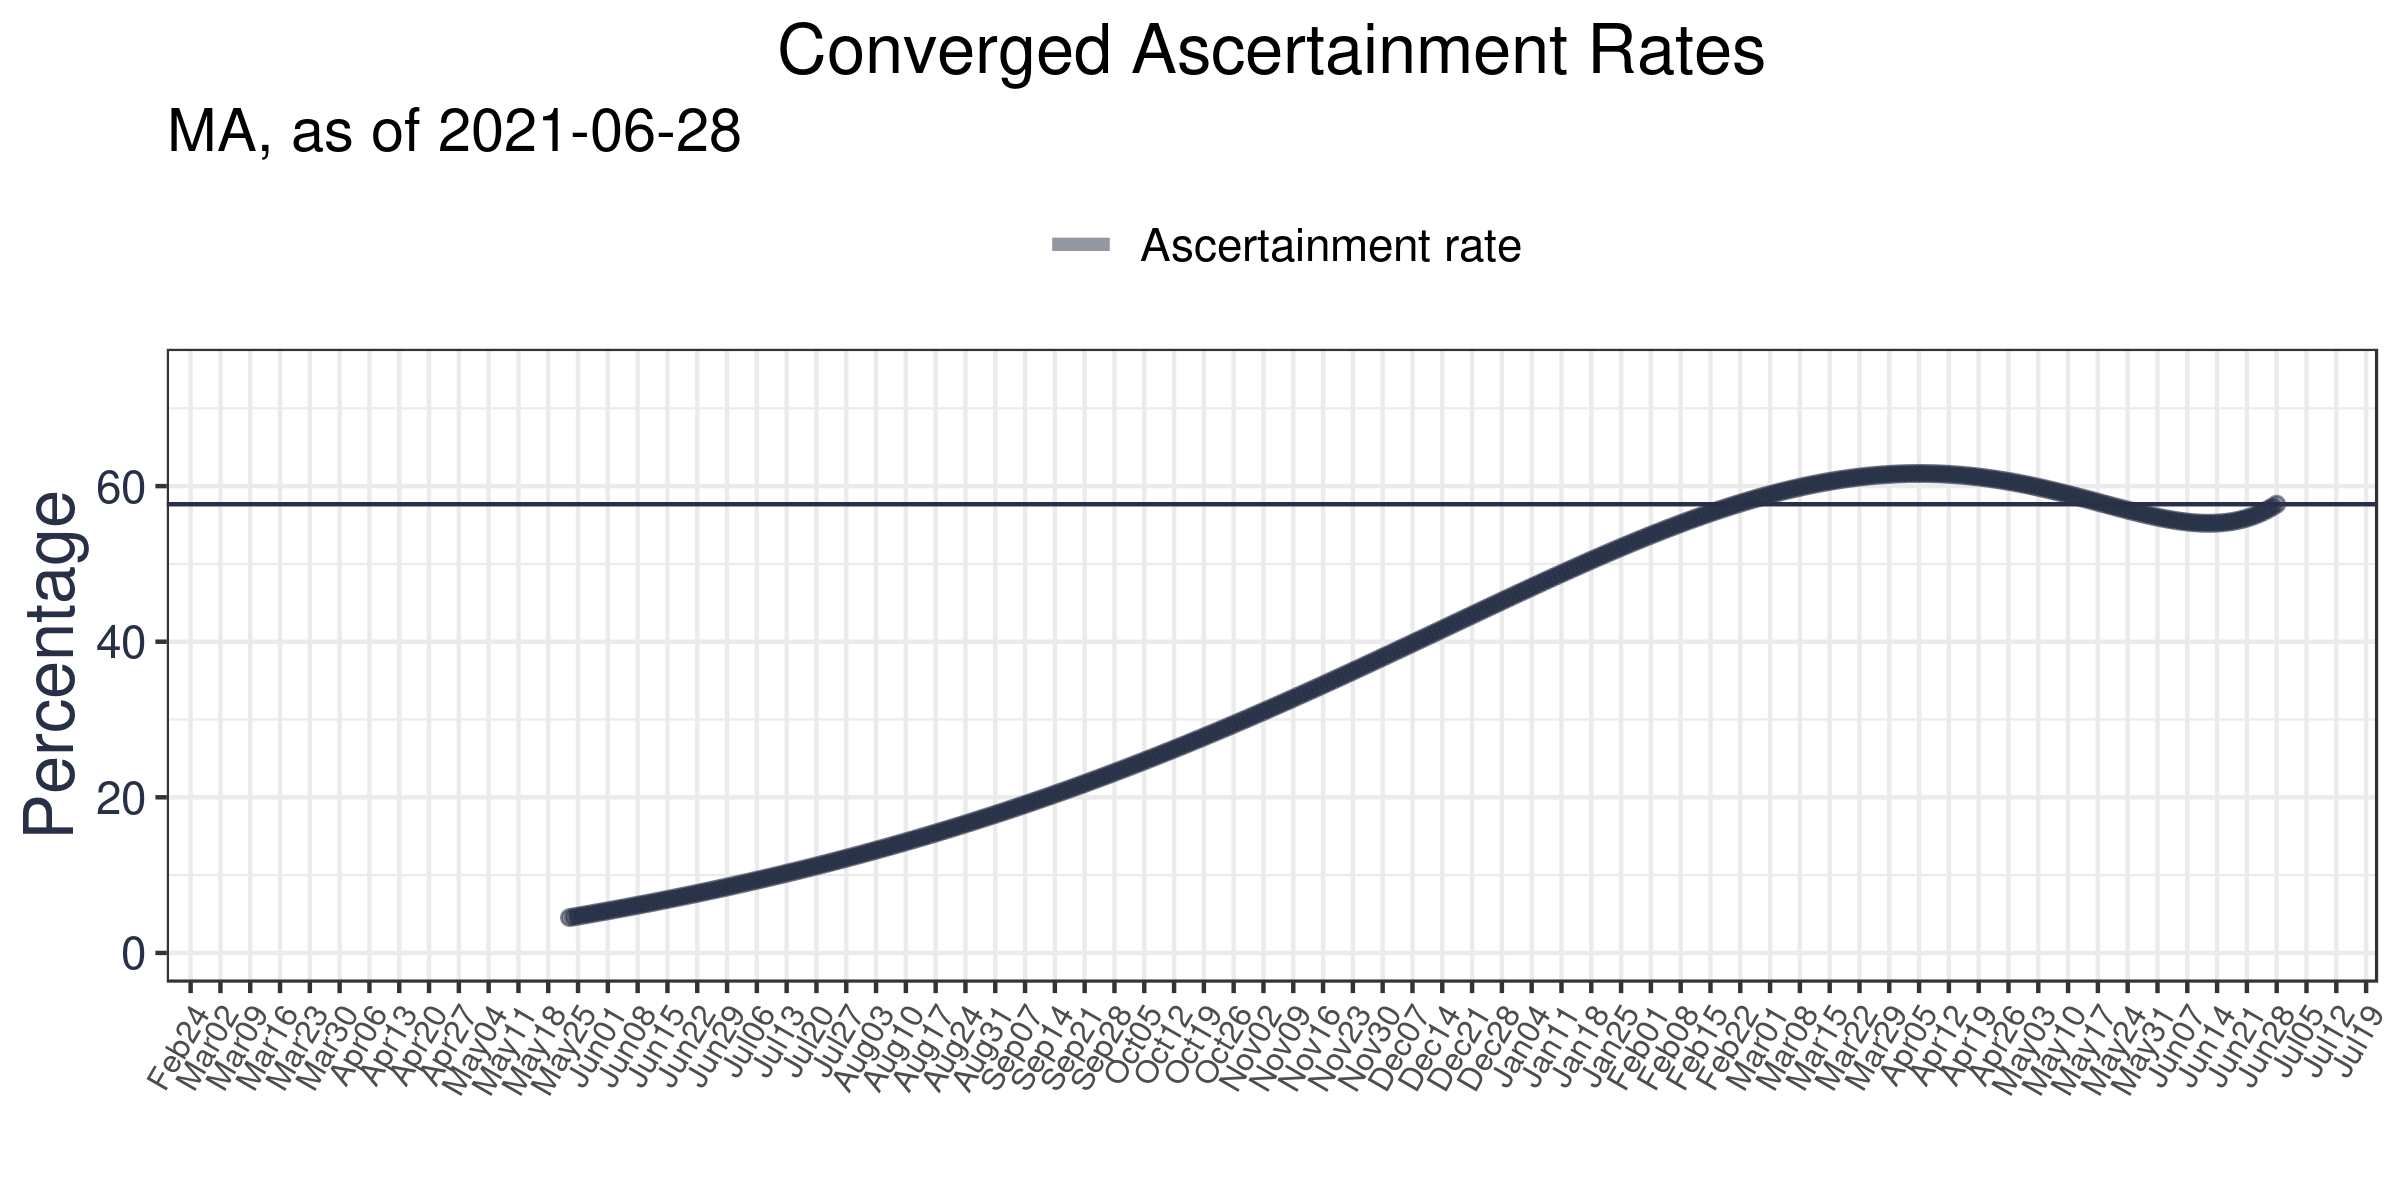 Converged Ascertainment Rates
MA, as of 2021-06-28
Ascertainment rate
Percentage
60
40
20
0
Feb24
Mar02
Mar09
Mar16
Mar23
Mar30
Apr06
Apr13
Apr20
Apr27
May04
May11
May18
May25
Jun01
Jun08
Jun15
Jun22
Jun29
Jul06
Jul13
Jul20
Jul27
Aug03
Aug10
Aug17
Aug24
Aug31
Sep07
Sep14
Sep21
Sep28
Oct05
Oct12
Oct19
Oct26
Nov02
Nov09
Nov16
Nov23
Nov30
Dec07
Dec14
Dec21
Dec28
Jan04
Jan11
Jan18
Jan25
Feb01
Feb08
Feb15
Feb22
Mar01
Mar08
Mar15
Mar22
Mar29
Apr05
Apr12
Apr19
Apr26
May03
May10
May17
May24
May31
Jun07
Jun14
Jun21
Jun28
Jul05
Jul12
Jul19